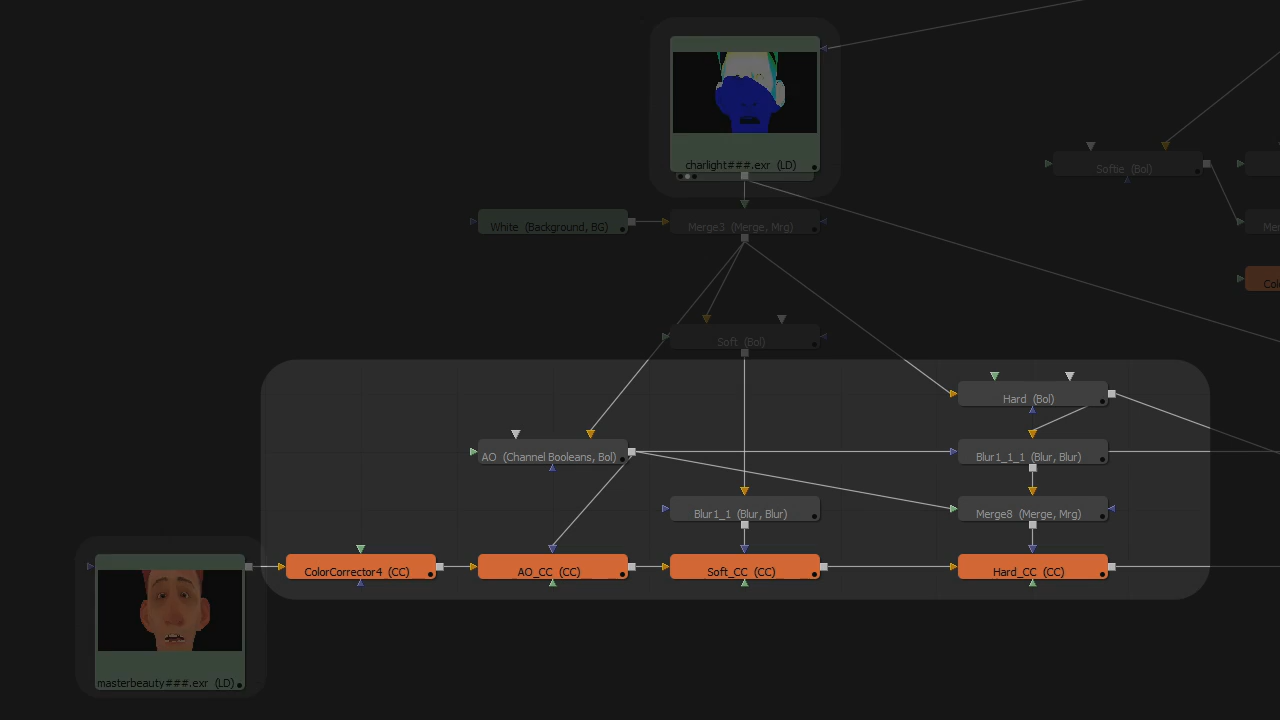 charlight###.exr (LD)
Softie (Bol)
White (Background, BG)
Merge3 (Merge, Mrg)
Soft (Bol)
Hard (Bol)
AO (Channel Booleans, Bol)
Blur1_1_1 (Blur, Blur)
Blur1_1 (Blur, Blur)
Merge8 (Merge, Mrg)
ColorCorrector4 (CC)
AO_CC (CC)
Soft_CC (CC)
Hard_CC (CC)
masterbeauty###.exr (LD)